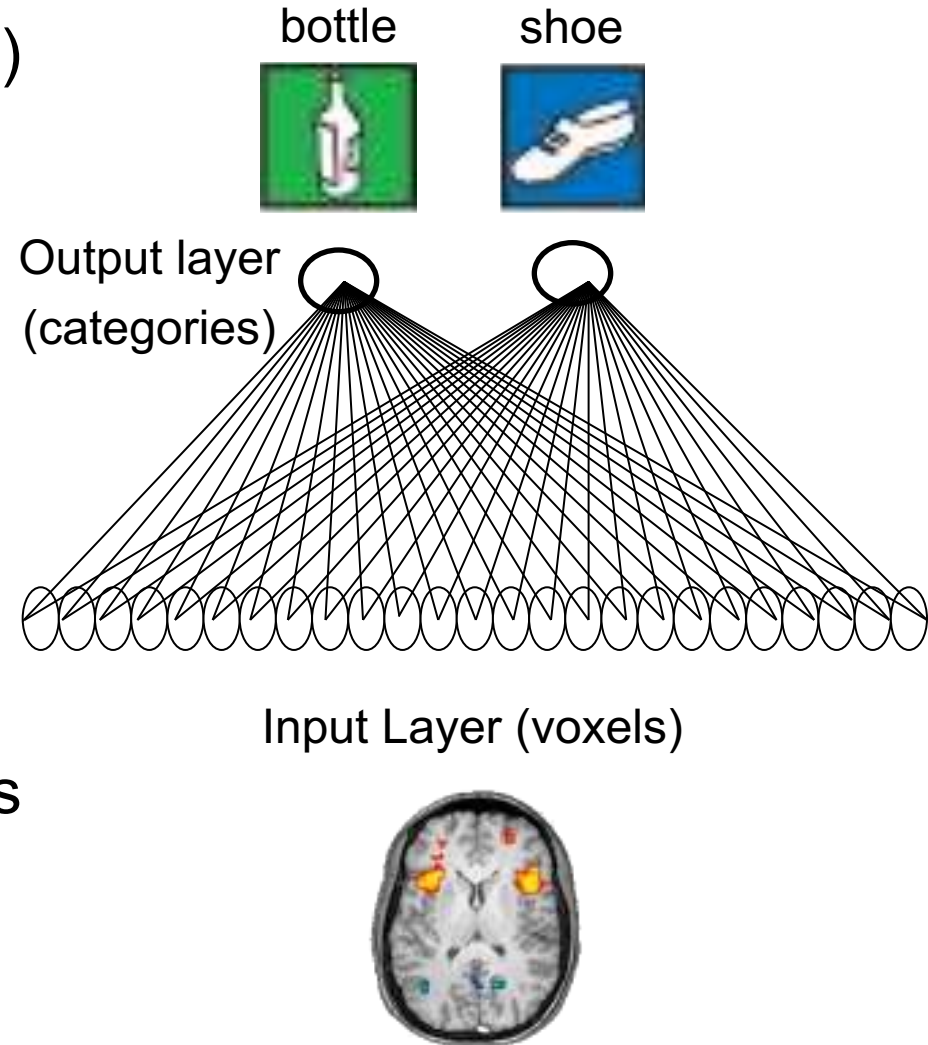 bottle shoe
)
Output layer
(categories)
Input Layer (voxels)
s